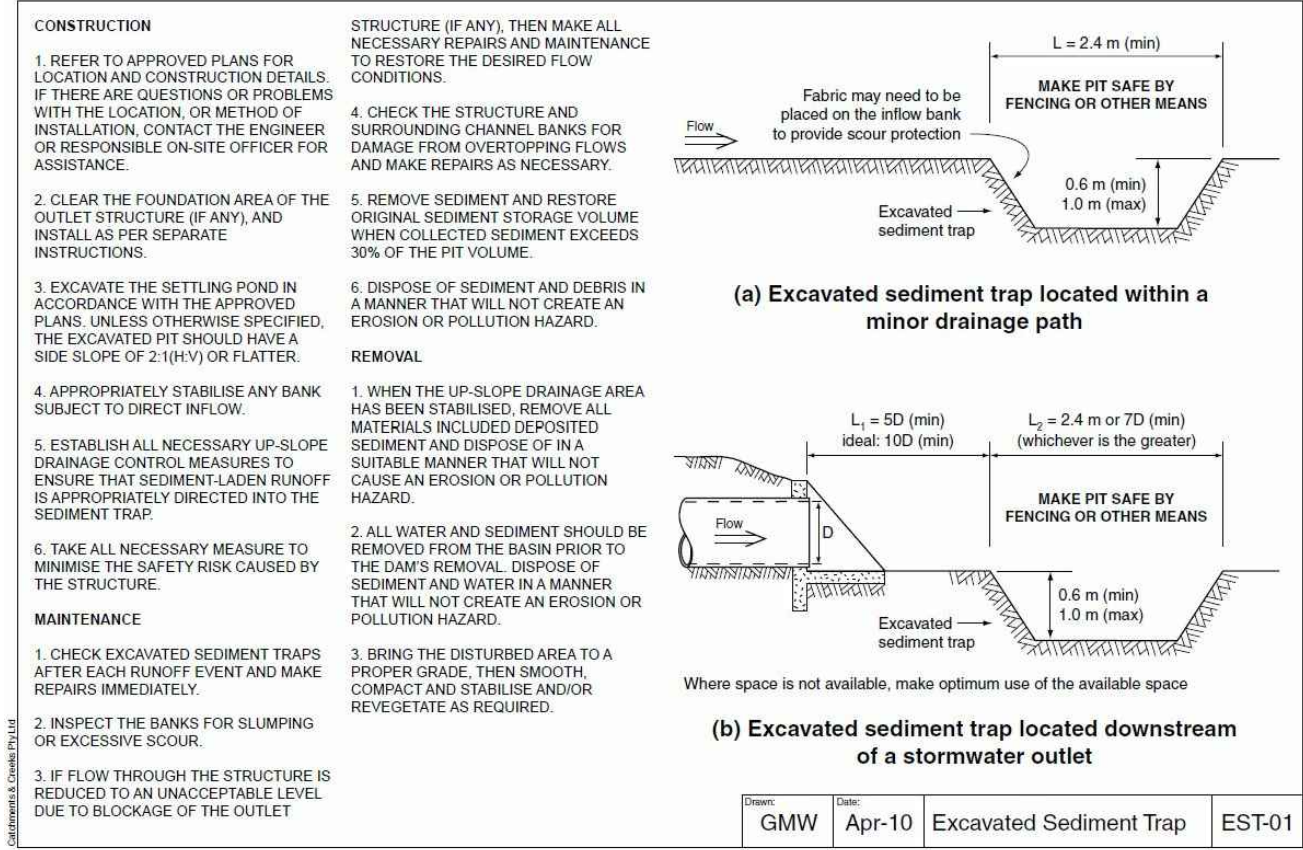 CONSTRUCTION
1. REFER TO APPROVED PLANS FOR
LOCATION AND CONSTRUCTION DETAILS.
IF THERE ARE QUESTIONS OR PROBLEMS
WITH THE LOCATION, OR METHOD OF
INSTALLATION, CONTACT THE ENGINEER
OR RESPONSIBLE ON-SITE OFFICER FOR
ASSISTANCE.
2. CLEAR THE FOUNDATION AREA OF THE
OUTLET STRUCTURE (IF ANY), AND
INSTALL AS PER SEPARATE
INSTRUCTIONS.
3. EXCAVATE THE SETTLING POND IN
ACCORDANCE WITH THE APPROVED
PLANS. UNLESS OTHERWISE SPECIFIED,
THE EXCAVATED PIT SHOULD HAVE A
SIDE SLOPE OF 2:1(H:V) OR FLATTER.
4. APPROPRIATELY STABILISE ANY BANK
SUBJECT TO DIRECT INFLOW.
5. ESTABLISH ALL NECESSARY UP-SLOPE
DRAINAGE CONTROL MEASURES TO
ENSURE THAT SEDIMENT-LADEN RUNOFF
IS APPROPRIATELY DIRECTED INTO THE
SEDIMENT TRAP.
6. TAKE ALL NECESSARY MEASURE TO
MINIMISE THE SAFETY RISK CAUSED BY
THE STRUCTURE.
MAINTENANCE
1. CHECK EXCAVATED SEDIMENT TRAPS
AFTER EACH RUNOFF EVENT AND MAKE
REPAIRS IMMEDIATELY.
2. INSPECT THE BANKS FOR SLUMPING
OR EXCESSIVE SCOUR.
3. IF FLOW THROUGH THE STRUCTURE IS
REDUCED TO AN UNACCEPTABLE LEVEL
DUE TO BLOCKAGE OF THE OUTLET
STRUCTURE (IF ANY), THEN MAKE ALL
NECESSARY REPAIRS AND MAINTENANCE
TO RESTORE THE DESIRED FLOW
CONDITIONS.
4. CHECK THE STRUCTURE AND
SURROUNDING CHANNEL BANKS FOR
DAMAGE FROM OVERTOPPING FLOWS
AND MAKE REPAIRS AS NECESSARY.
5. REMOVE SEDIMENT AND RESTORE
ORIGINAL SEDIMENT STORAGE VOLUME
WHEN COLLECTED SEDIMENT EXCEEDS
30% OF THE PIT VOLUME.
6. DISPOSE OF SEDIMENT AND DEBRIS IN
A MANNER THAT WILL NOT CREATE AN
EROSION OR POLLUTION HAZARD.
REMOVAL
1. WHEN THE UP-SLOPE DRAINAGE AREA
HAS BEEN STABILISED, REMOVE ALL
MATERIALS INCLUDED DEPOSITED
SEDIMENT AND DISPOSE OF IN A
SUITABLE MANNER THAT WILL NOT
CAUSE AN EROSION OR POLLUTION
HAZARD.
2. ALL WATER AND SEDIMENT SHOULD BE
REMOVED FROM THE BASIN PRIOR TO
THE DAM'S REMOVAL. DISPOSE OF
SEDIMENT AND WATER IN A MANNER
THAT WILL NOT CREATE AN EROSION OR
POLLUTION HAZARD.
3. BRING THE DISTURBED AREA TO A
PROPER GRADE, THEN SMOOTH,
COMPACT AND STABILISE AND/OR
REVEGETATE AS REQUIRED.
L = 2.4 m (min)
MAKE PIT SAFE BY
FENCING OR OTHER MEANS
Fabric may need to be
placed on the inflow bank
to provide scour protection
Flow
0.6 m (min)
1.0 m (max)
Excavated
sediment trap
(a) Excavated sediment trap located within a
minor drainage path
L₁ = 5D (min)
ideal: 10D (min)
L₂ = 2.4 m or 7D (min)
(whichever is the greater)
MAKE PIT SAFE BY
FENCING OR OTHER MEANS
Flow
D
0.6 m (min)
1.0 m (max)
Excavated
sediment trap
Where space is not available, make optimum use of the available space
(b) Excavated sediment trap located downstream
of a stormwater outlet
Drawn:
GMW
Date:
Apr-10
Excavated Sediment Trap
EST-01
Catchments & Creeks Pty Ltd